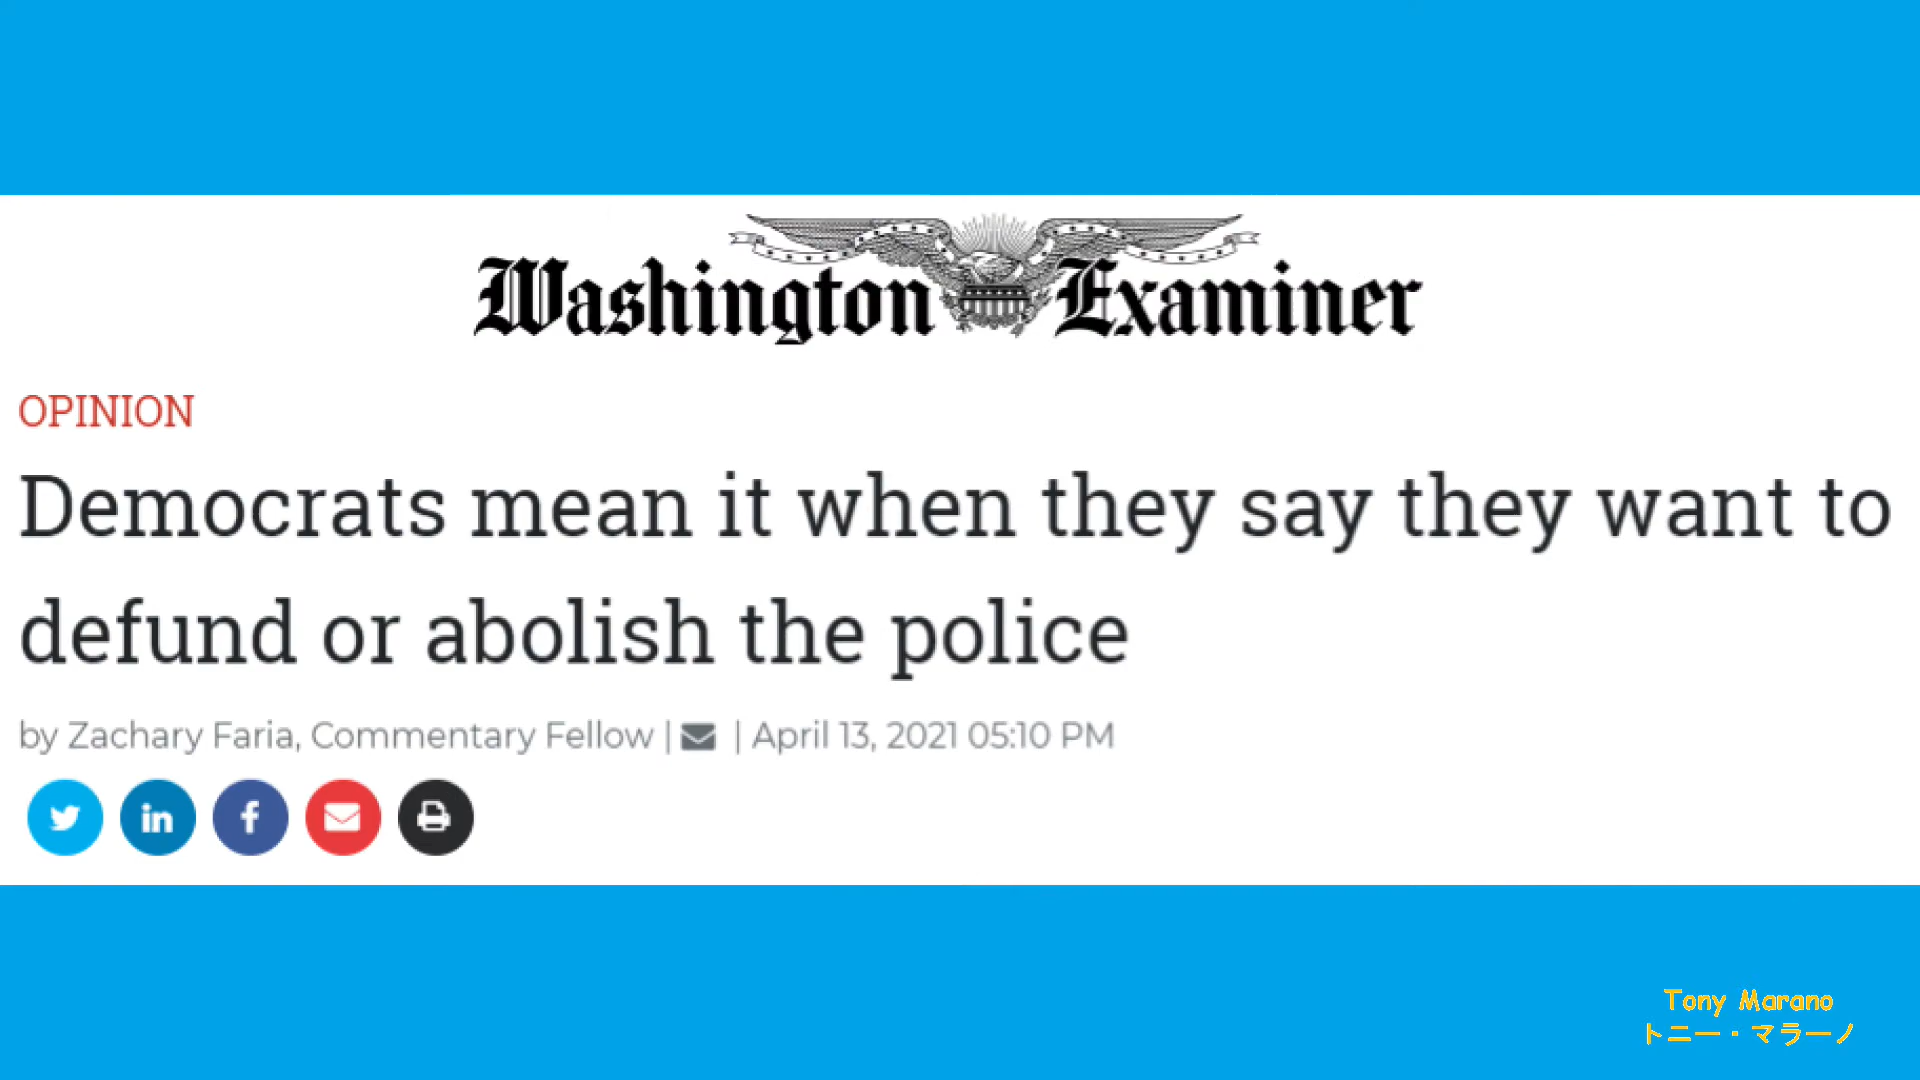 Washington Examiner
OPINION
Democrats mean it when they say they want to
defund or abolish the police
by Zachary Faria, Commentary Fellow | | April 13, 2021 05:10 PM
Tony Marano
トニー・マラーノ